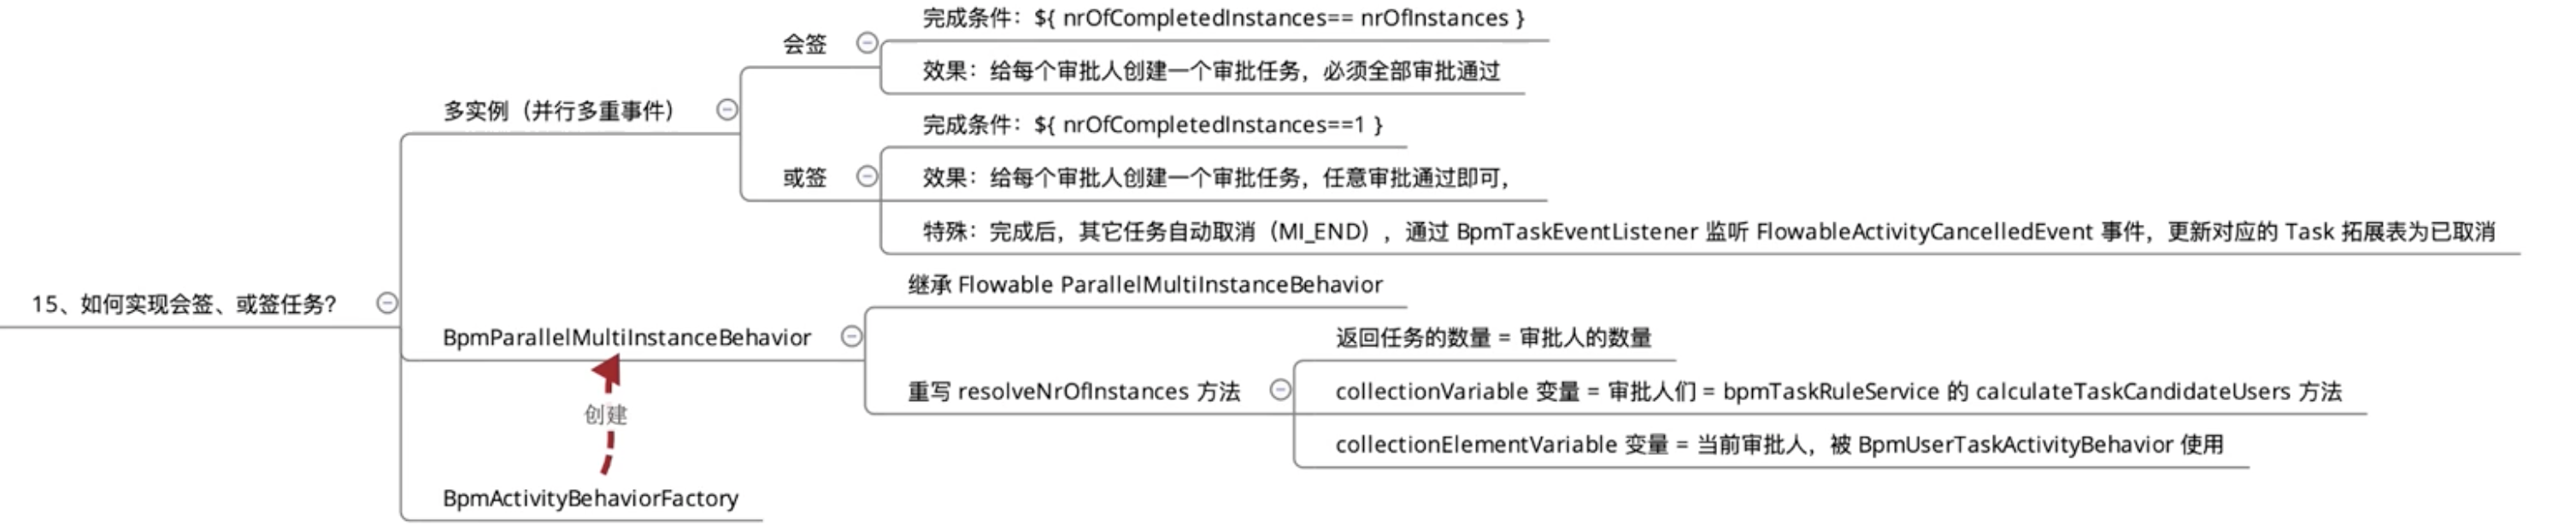 15、如何实现会签、或签任务?
多实例（并行多重事件）
会签
完成条件：${ nrOfCompletedInstances== nrOfInstances }
效果：给每个审批人创建一个审批任务，必须全部审批通过
或签
完成条件：${ nrOfCompletedInstances==1 }
效果：给每个审批人创建一个审批任务，任意审批通过即可，
特殊：完成后，其它任务自动取消（MI_END），通过 BpmTaskEventListener 监听 FlowableActivityCancelledEvent 事件，更新对应的 Task 拓展表为已取消
BpmParallelMultiInstanceBehavior
继承 Flowable ParallelMultiInstanceBehavior
重写 resolveNrOfInstances 方法
返回任务的数量 = 审批人的数量
collectionVariable 变量 = 审批人们 = bpmTaskRuleService 的 calculateTaskCandidateUsers 方法
collectionElementVariable 变量 = 当前审批人，被 BpmUserTaskActivityBehavior 使用
创建
BpmActivityBehaviorFactory